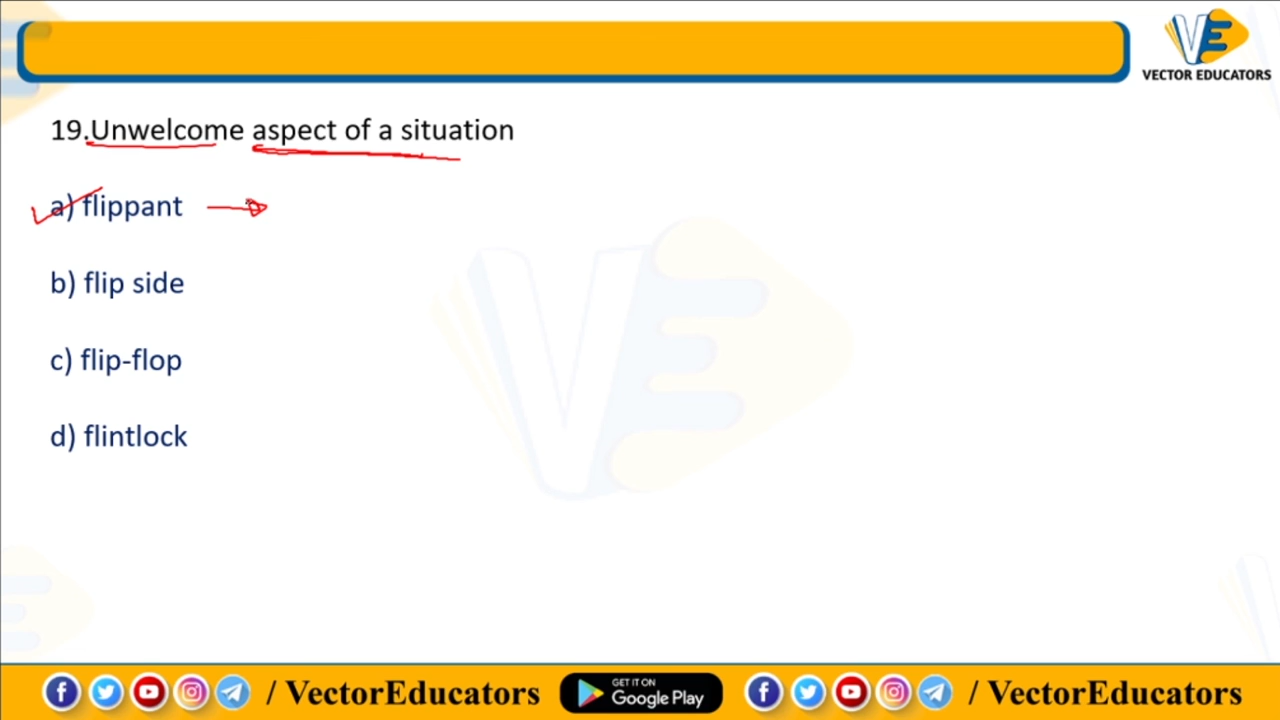 VECTOR EDUCATORS
19.Unwelcome aspect of a situation
a) flippant
b) flip side
c) flip-flop
d) flintlock
/ VectorEducators
GET IT ON
Google Play
/ VectorEducators